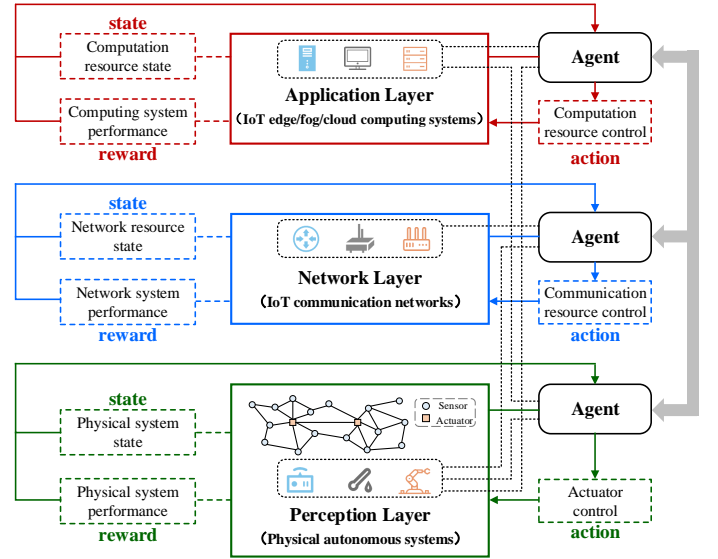 state
Computation
resource state
Computing system
performance
reward
Application Layer
(IoT edge/fog/cloud computing systems)
Agent
Computation
resource control
action
state
Network resource
state
Network system
performance
reward
Network Layer
(IoT communication networks)
Agent
Communication
resource control
action
state
Physical system
state
Physical system
performance
reward
Sensor
Actuator
Perception Layer
(Physical autonomous systems)
Agent
Actuator
control
action